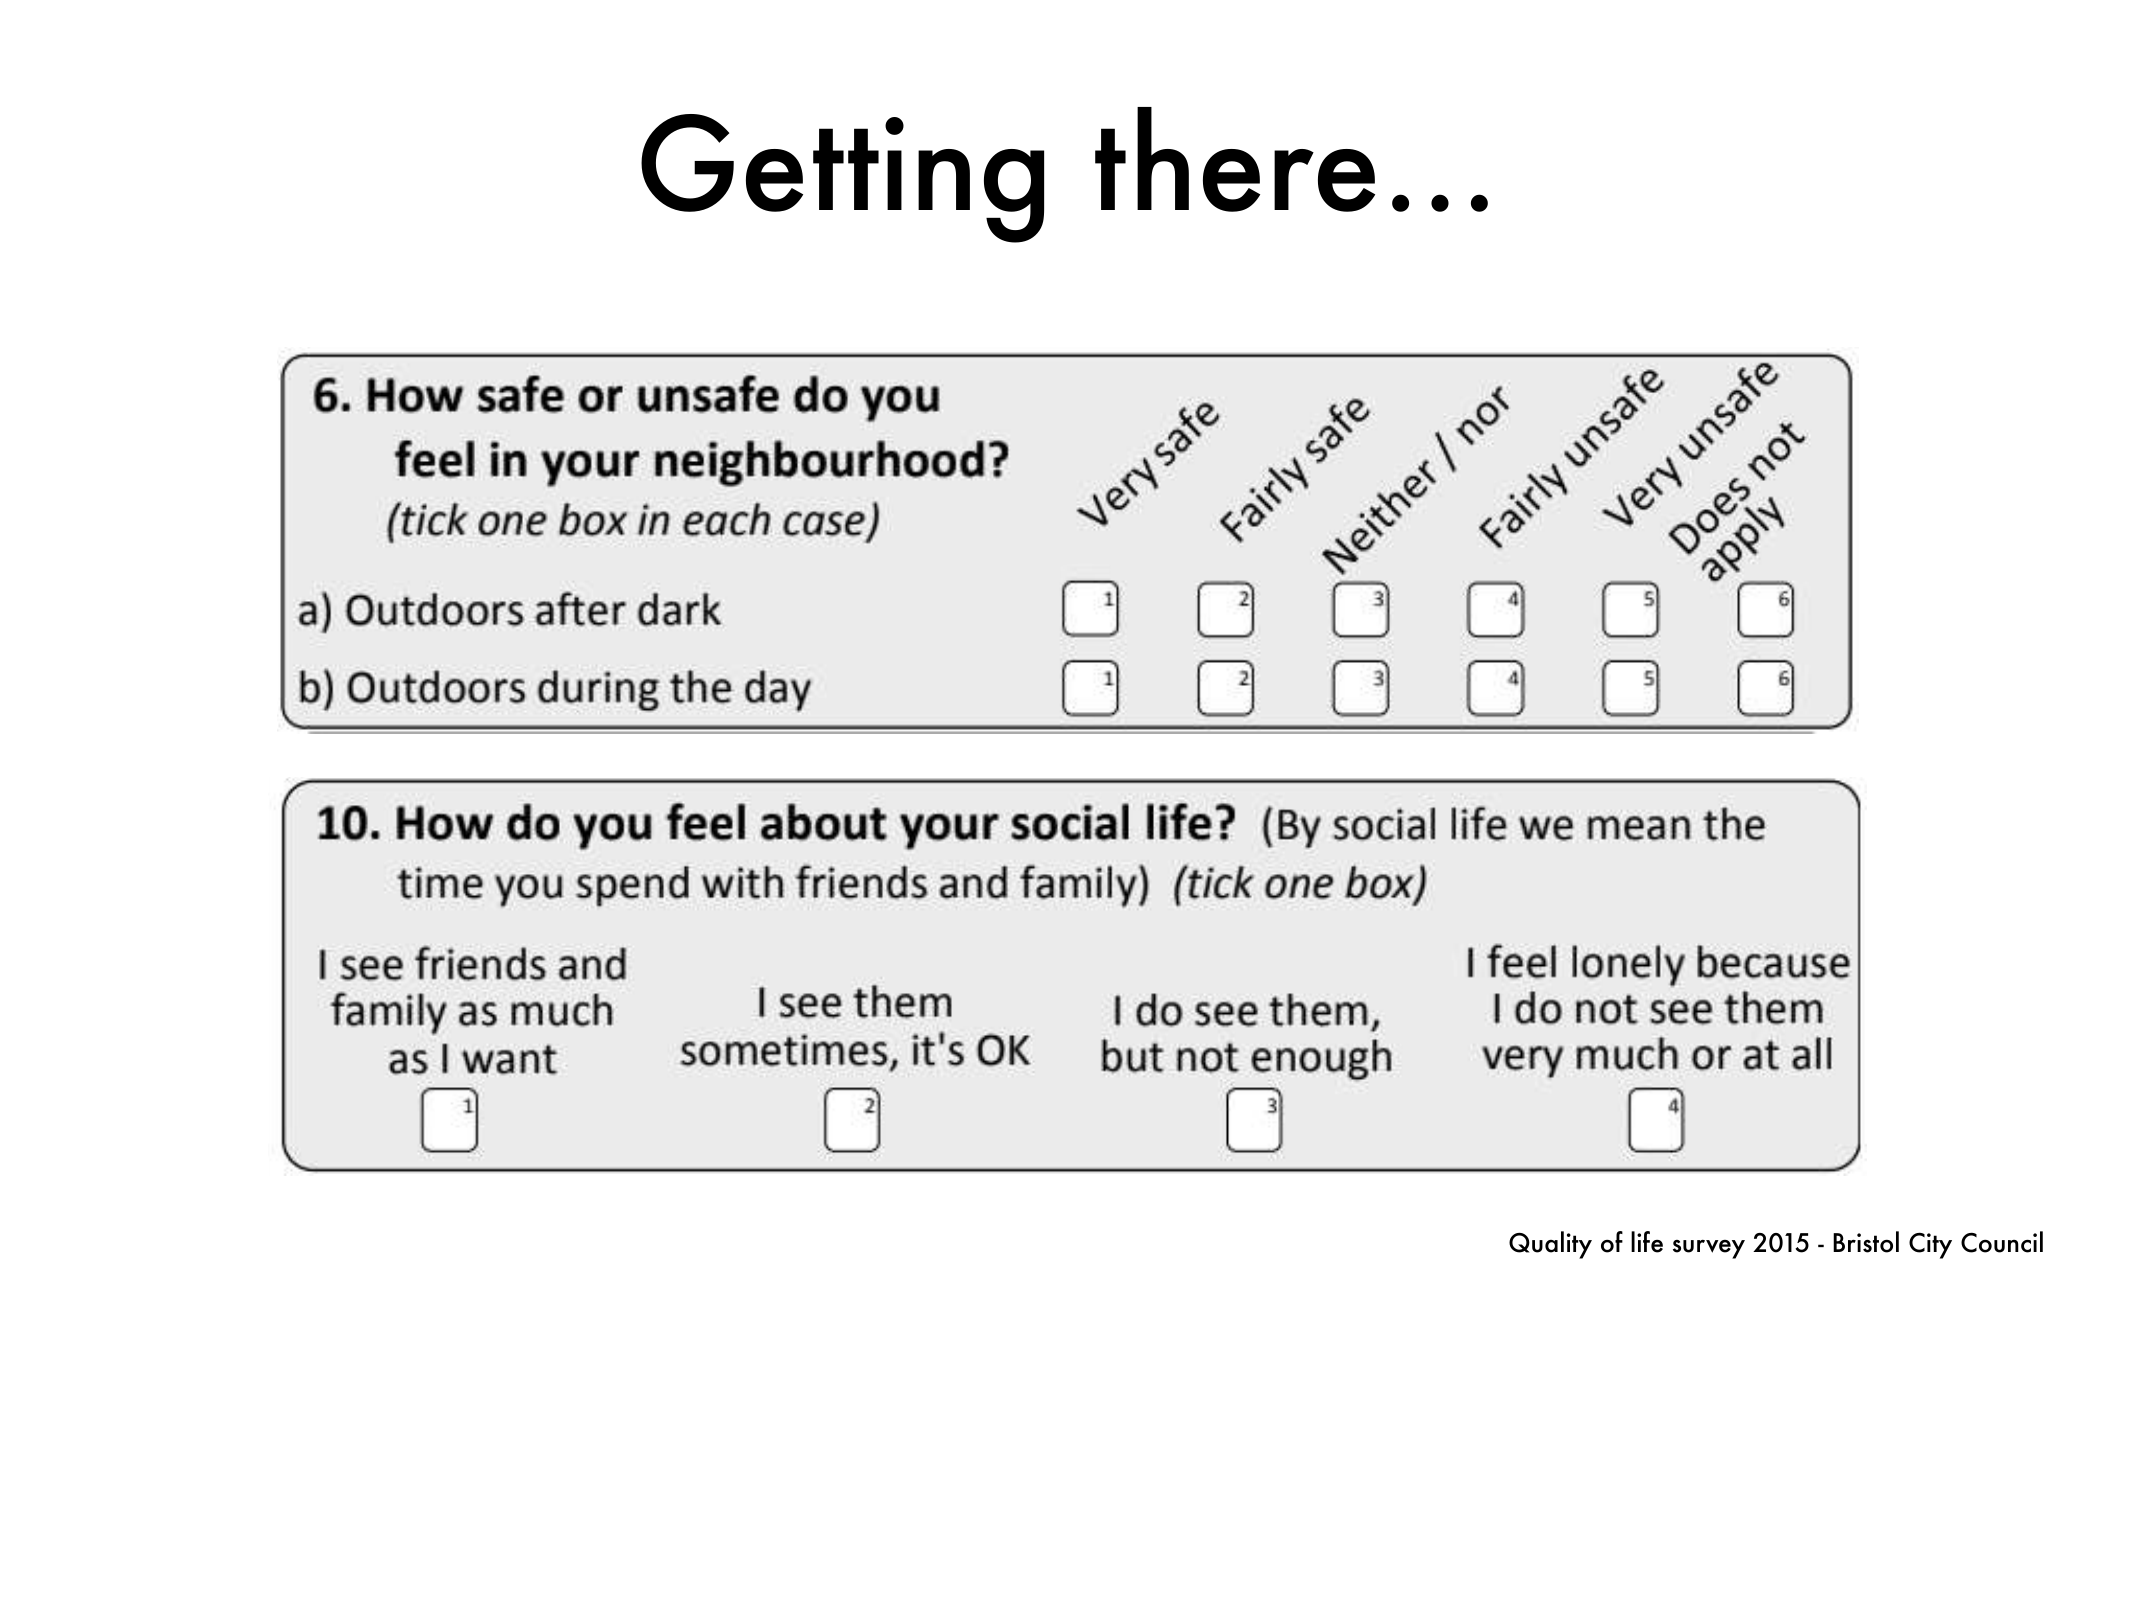 Getting there...
6. How safe or unsafe do you
feel in your neighbourhood?
(tick one box in each case)
Very safe
Fairly safe
Neither / nor
Fairly unsafe
Very unsafe
Does not
apply
a) Outdoors after dark
1 2 3 4 5 6
b) Outdoors during the day
1 2 3 4 5 6
10. How do you feel about your social life? (By social life we mean the
time you spend with friends and family) (tick one box)
I see friends and
family as much
as I want
1
I see them
sometimes, it's OK
2
I do see them,
but not enough
3
I feel lonely because
I do not see them
very much or at all
4
Quality of life survey 2015 - Bristol City Council